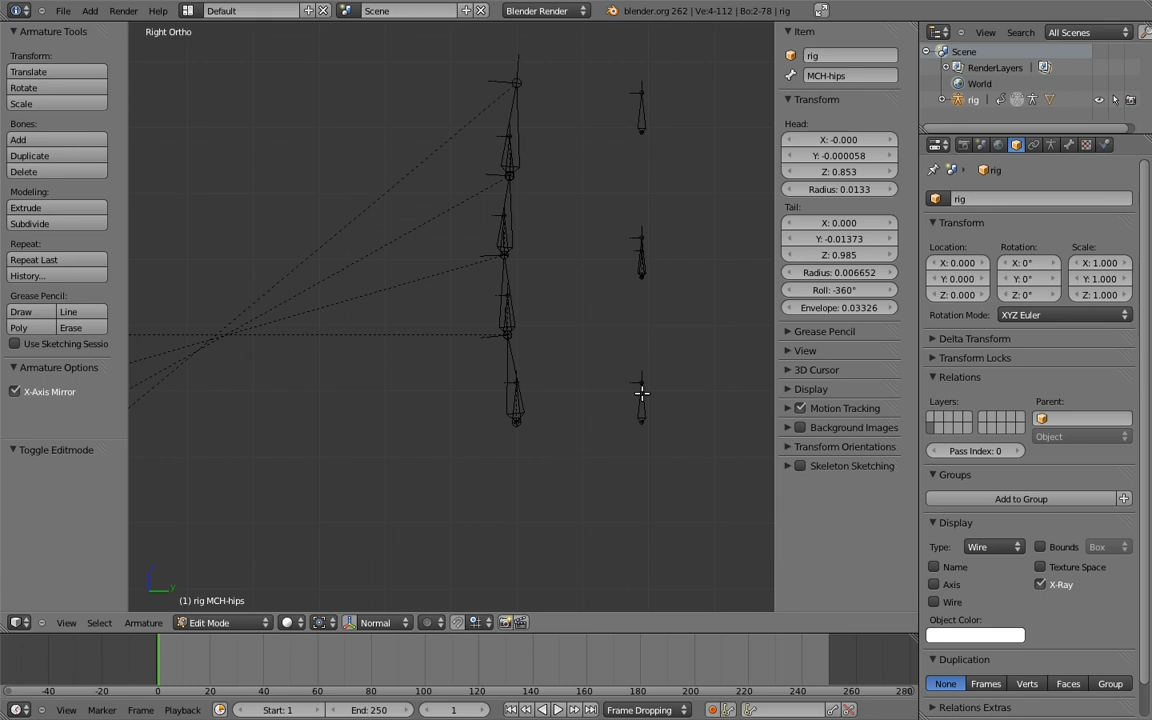 File Add Render Help Default Scene Blender Render blender.org 262 | Ve:4-112 | Bo:2-78 | rig
Armature Tools
Transform:
Translate
Rotate
Scale
Bones:
Add
Duplicate
Delete
Modeling:
Extrude
Subdivide
Repeat:
Repeat Last
History...
Grease Pencil:
Draw Line
Poly Erase
Use Sketching Sessio
Armature Options
X-Axis Mirror
Toggle Editmode
Right Ortho
z
y
(1) rig MCH-hips
Item
rig
MCH-hips
Transform
Head:
X: -0.000
Y: -0.000058
Z: 0.853
Radius: 0.0133
Tail:
X: 0.000
Y: -0.01373
Z: 0.985
Radius: 0.006652
Roll: -360°
Envelope: 0.03326
Grease Pencil
View
3D Cursor
Display
Motion Tracking
Background Images
Transform Orientations
Skeleton Sketching
View Search All Scenes
Scene
RenderLayers |
World
rig |
rig
rig
Transform
Location: Rotation: Scale:
X: 0.000 X: 0° X: 1.000
Y: 0.000 Y: 0° Y: 1.000
Z: 0.000 Z: 0° Z: 1.000
Rotation Mode: XYZ Euler
Delta Transform
Transform Locks
Relations
Layers: Parent:
Object
Pass Index: 0
Groups
Add to Group
Display
Type: Wire Bounds Box
Name Texture Space
Axis X-Ray
Wire
Object Color:
Duplication
None Frames Verts Faces Group
Relations Extras
View Select Armature Edit Mode Normal
-40 -20 0 20 40 60 80 100 120 140 160 180 200 220 240 260 280
View Marker Frame Playback Start: 1 End: 250 1 Frame Dropping